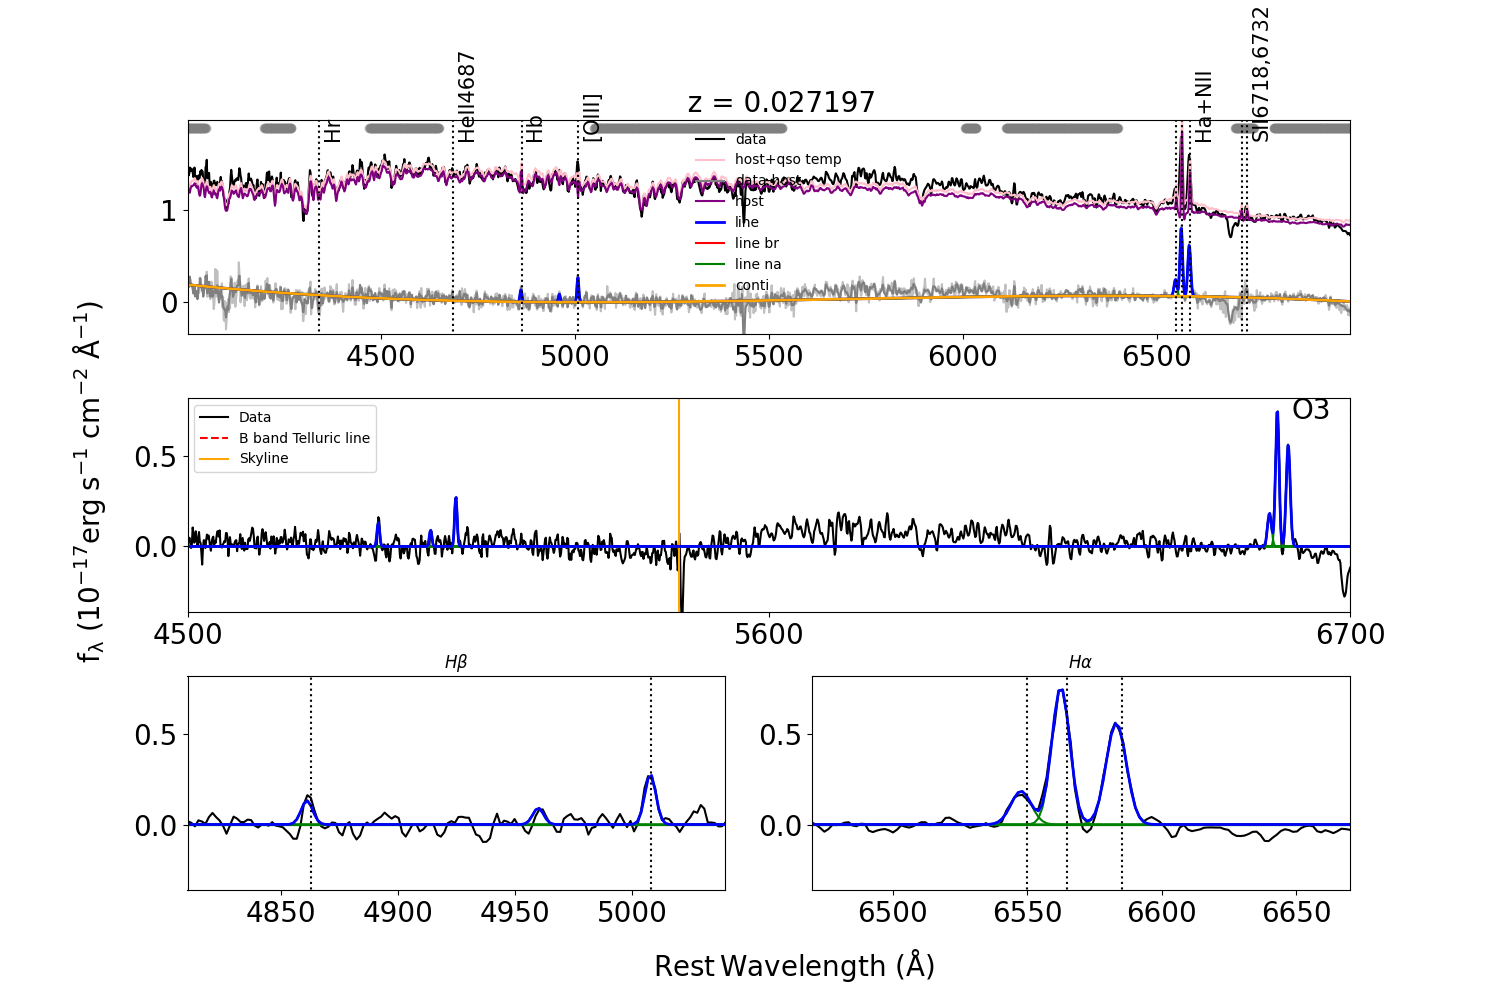 z = 0.027197
Hr
HeII4687
Hb
[OIII]
Ha+NII
SII6718,6732
data
host+qso temp
data-host
host
line
line br
line na
conti
1
0
4500 5000 5500 6000 6500
fλ (10⁻¹⁷erg s⁻¹ cm⁻² Å⁻¹)
Data
B band Telluric line
Skyline
O3
0.5
0.0
4500 5600 6700
Hβ
0.5
0.0
4850 4900 4950 5000
Hα
0.5
0.0
6500 6550 6600 6650
Rest Wavelength (Å)